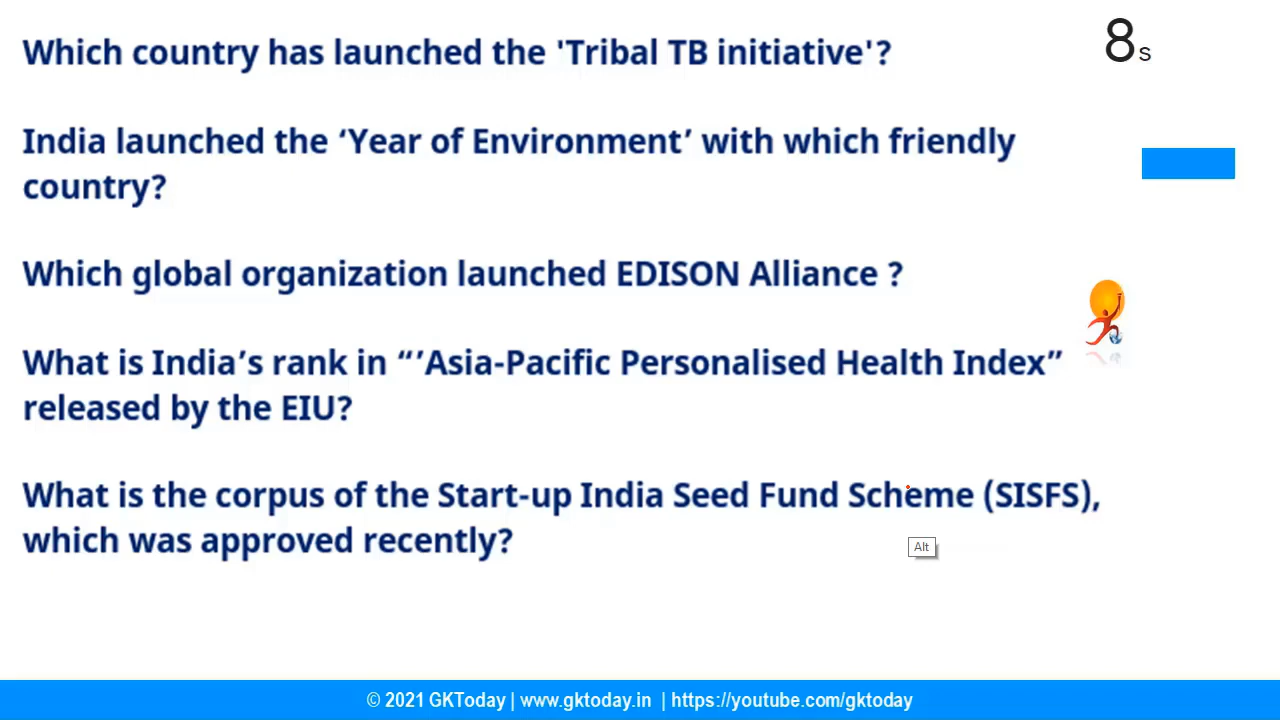 Which country has launched the 'Tribal TB initiative'?
8 s
India launched the ‘Year of Environment’ with which friendly
country?
Which global organization launched EDISON Alliance ?
What is India’s rank in “’Asia-Pacific Personalised Health Index”
released by the EIU?
What is the corpus of the Start-up India Seed Fund Scheme (SISFS),
which was approved recently?
Alt
© 2021 GKToday | www.gktoday.in | https://youtube.com/gktoday